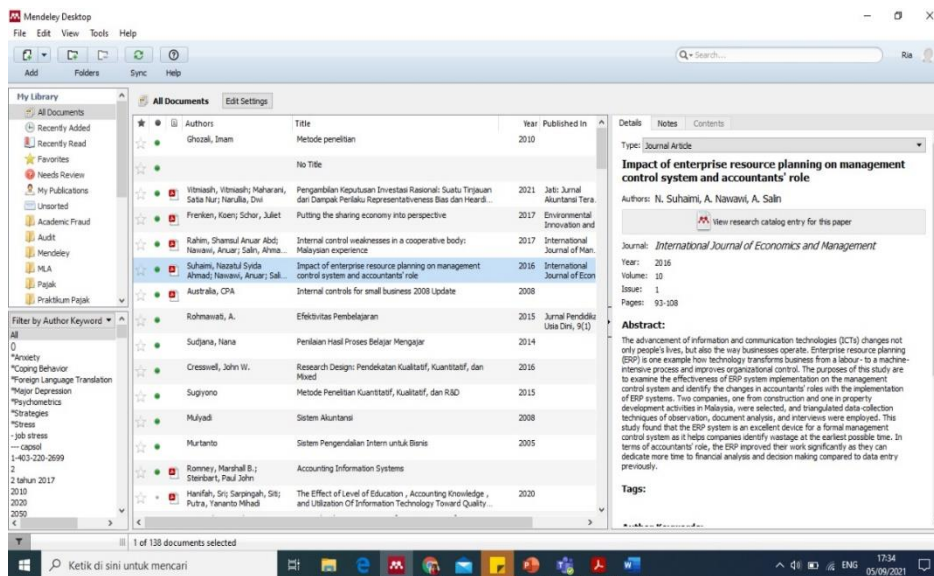 Mendeley Desktop
File Edit View Tools Help
Add Folders Sync Help
Search...
Ria
My Library
All Documents
Recently Added
Recently Read
Favorites
Needs Review
My Publications
Unsorted
Academic Fraud
Audit
Mendeley
MLA
Pajak
Praktikum Pajak
Filter by Author Keyword
All
0
*Anxiety
*Coping Behavior
*Foreign Language Translation
*Major Depression
*Psychometrics
*Strategies
*Stress
- job stress
--- capsol
1-403-220-2699
2
2 tahun 2017
2010
2020
2050
All Documents Edit Settings
Authors Title Year Published In
Ghozali, Imam Metode penelitian 2010
No Title
Vitmiasih, Vitmiasih; Maharani, Pengambilan Keputusan Investasi Rasional: Suatu Tinjauan 2021 Jati: Jurnal
Satia Nur; Narullia, Dwi dari Dampak Perilaku Representativeness Bias dan Heardi... Akuntansi Tera...
Frenken, Koen; Schor, Juliet Putting the sharing economy into perspective 2017 Environmental
Innovation and
Rahim, Shamsul Anuar Abd; Internal control weaknesses in a cooperative body: 2017 International
Nawawi, Anuar; Salin, Ahma... Malaysian experience Journal of Man...
Suhaimi, Nazatul Syida Impact of enterprise resource planning on management 2016 International
Ahmad; Nawawi, Anuar; Sali... control system and accountants' role Journal of Econ
Australia, CPA Internal controls for small business 2008 Update 2008
Rohmawati, A. Efektivitas Pembelajaran 2015 Jurnal Pendidika
Usia Dini, 9(1)
Sudjana, Nana Penilaian Hasil Proses Belajar Mengajar 2014
Cresswell, John W. Research Design: Pendekatan Kualitatif, Kuantitatif, dan 2016
Mixed
Sugiyono Metode Penelitian Kuantitatif, Kualitatif, dan R&D 2015
Mulyadi Sistem Akuntansi 2008
Murtanto Sistem Pengendalian Intern untuk Bisnis 2005
Romney, Marshall B.; Accounting Information Systems
Steinbart, Paul John
Hanifah, Sri; Sarpingah, Siti; The Effect of Level of Education , Accounting Knowledge , 2020
Putra, Yananto Mihadi and Utilization Of Information Technology Toward Quality...
Details Notes Contents
Type: Journal Article
Impact of enterprise resource planning on management
control system and accountants' role
Authors: N. Suhaimi, A. Nawawi, A. Salin
View research catalog entry for this paper
Journal: International Journal of Economics and Management
Year: 2016
Volume: 10
Issue: 1
Pages: 93-108
Abstract:
The advancement of information and communication technologies (ICTs) changes not
only people's lives, but also the way businesses operate. Enterprise resource planning
(ERP) is one example how technology transforms business from a labour- to a machine-
intensive process and improves organizational control. The purposes of this study are
to examine the effectiveness of ERP system implementation on the management
control system and identify the changes in accountants' roles with the implementation
of ERP systems. Two companies, one from construction and one in property
development activities in Malaysia, were selected, and triangulated data-collection
techniques of observation, document analysis, and interviews were employed. This
study found that the ERP system is an excellent device for a formal management
control system as it helps companies identify wastage at the earliest possible time. In
terms of accountants' role, the ERP improved their work significantly as they can
dedicate more time to financial analysis and decision making compared to data entry
previously.
Tags:
1 of 138 documents selected
Ketik di sini untuk mencari
ENG
17:34
05/09/2021